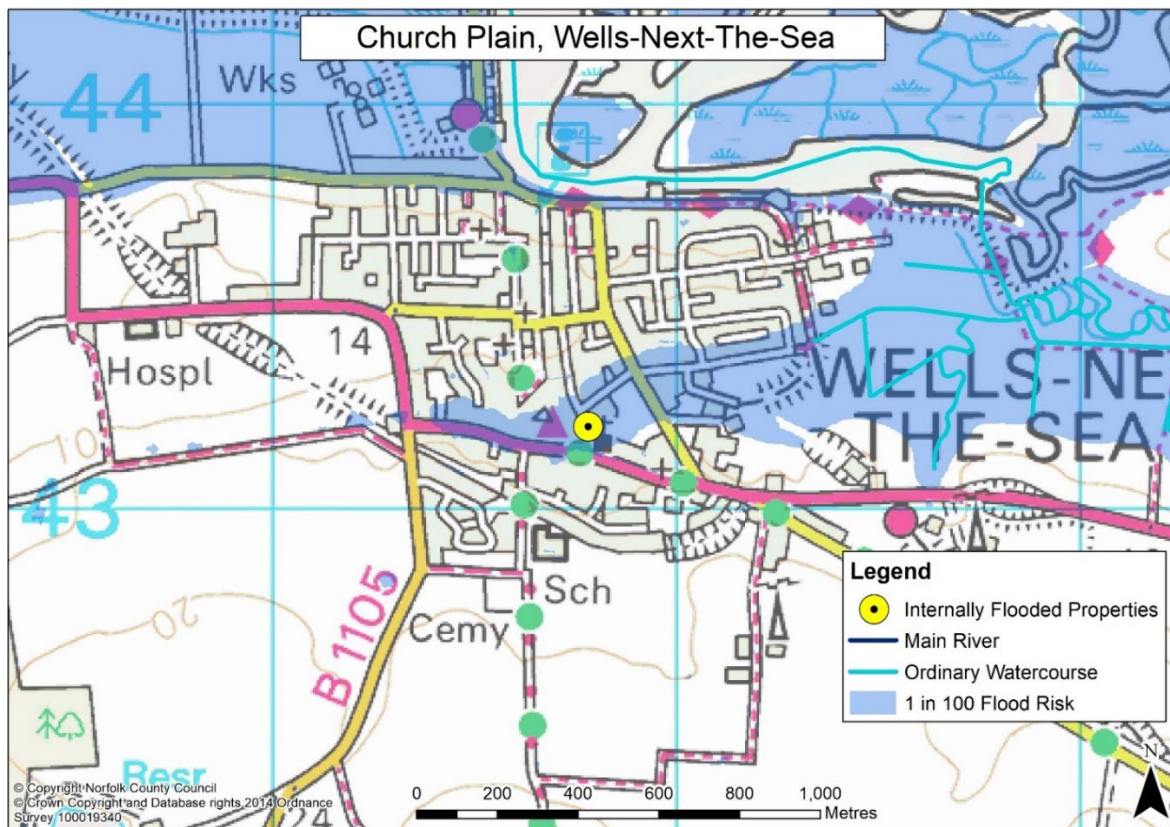 Church Plain, Wells-Next-The-Sea
44
Wks
14
Hospl
WELLS-NE
-THE-SEA
10
43
Sch
Cemy
20
B 1105
Resr
24
Legend
Internally Flooded Properties
Main River
Ordinary Watercourse
1 in 100 Flood Risk
N
© Copyright Norfolk County Council
© Crown Copyright and Database rights 2014 Ordnance
Survey 100019340
0 200 400 600 800 1,000
Metres